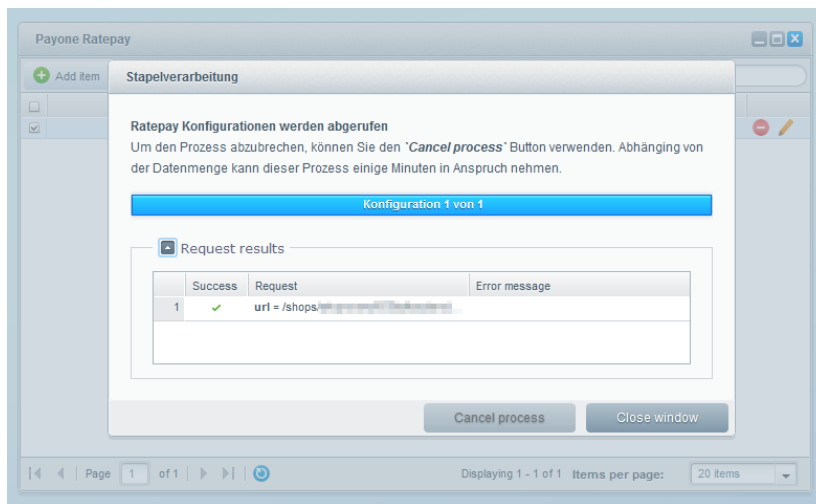 Payone Ratepay
Add item
Stapelverarbeitung
Ratepay Konfigurationen werden abgerufen
Um den Prozess abzubrechen, können Sie den `Cancel process` Button verwenden. Abhänging von
der Datenmenge kann dieser Prozess einige Minuten in Anspruch nehmen.
Konfiguration 1 von 1
Request results
Success Request Error message
1 url = /shops/
Cancel process Close window
Page 1 of 1 Displaying 1 - 1 of 1 Items per page: 20 items